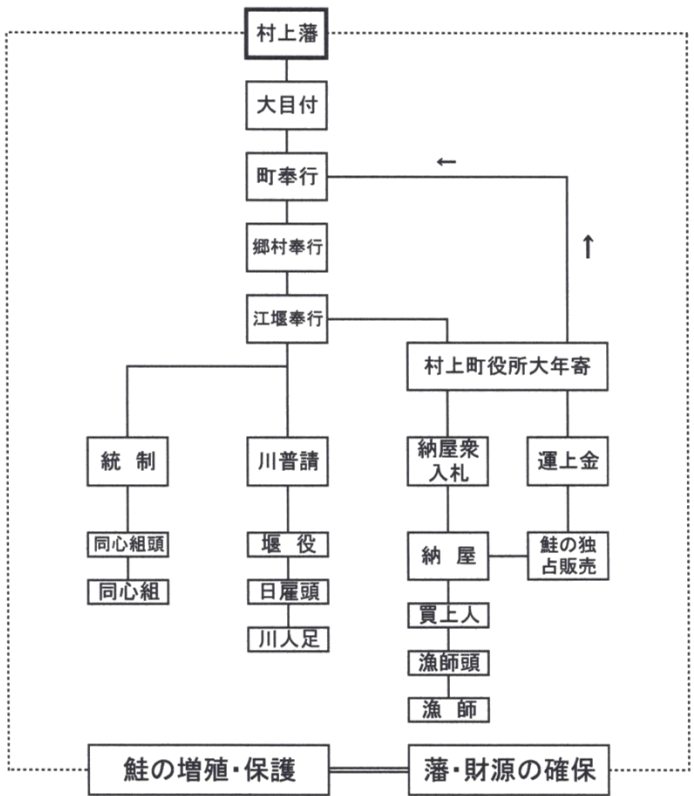 村上藩
大目付
町奉行
←
郷村奉行
↑
江堰奉行
村上町役所大年寄
統制
川普請
納屋衆
入札
運上金
同心組頭
堰役
納屋
鮭の独
占販売
同心組
日雇頭
買上人
川人足
漁師頭
漁師
鮭の増殖・保護
藩・財源の確保